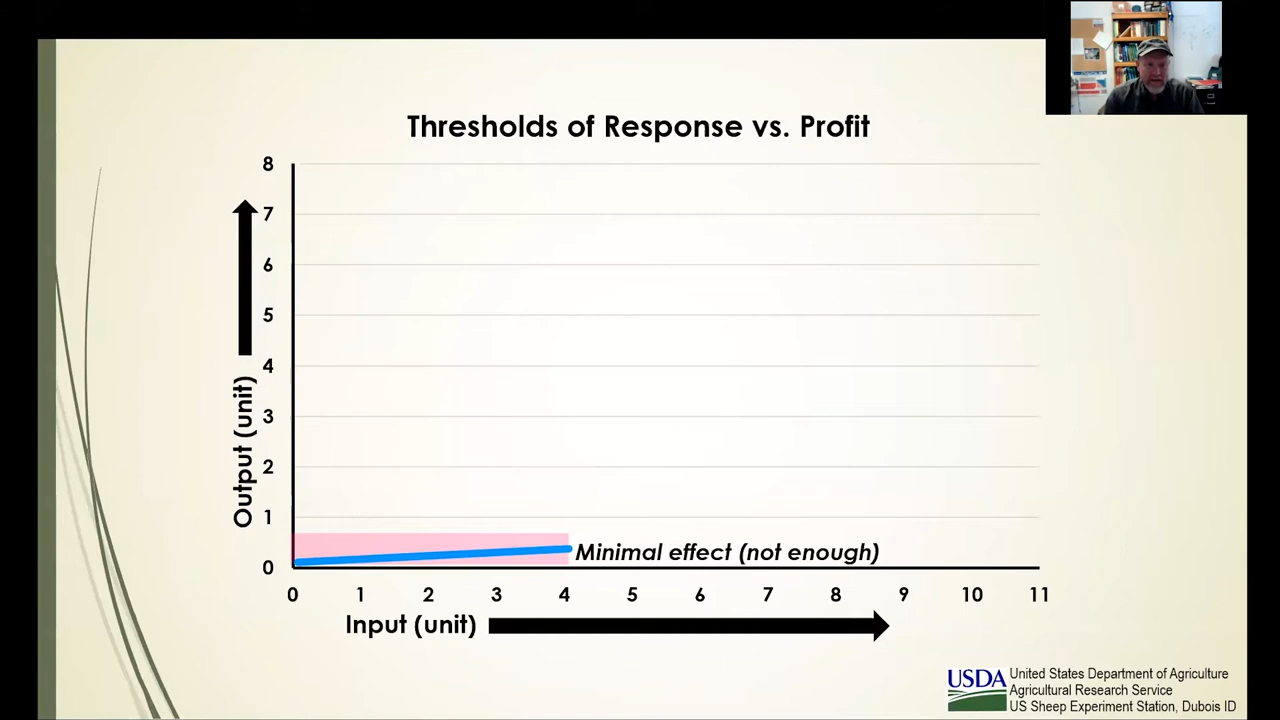 Thresholds of Response vs. Profit
8
7
6
5
4
3
2
1
0
Output (unit)
Minimal effect (not enough)
0 1 2 3 4 5 6 7 8 9 10 11
Input (unit)
USDA
United States Department of Agriculture
Agricultural Research Service
US Sheep Experiment Station, Dubois ID